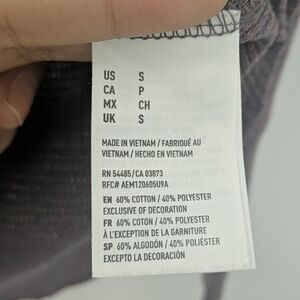 US S
CA P
MX CH
UK S
MADE IN VIETNAM / FABRIQUÉ AU
VIETNAM / HECHO EN VIETNAM
RN 54485/CA 03873
RFC# AEM120605U9A
EN 60% COTTON / 40% POLYESTER
EXCLUSIVE OF DECORATION
FR 60% COTON / 40% POLYESTER
À L'EXCEPTION DE LA GARNITURE
SP 60% ALGODÓN / 40% POLIÉSTER
EXCEPTO LA DECORACIÓN